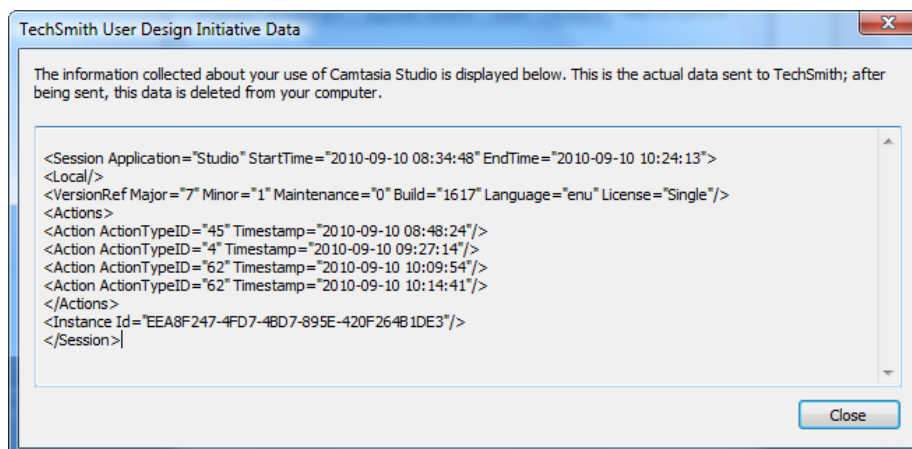 TechSmith User Design Initiative Data
The information collected about your use of Camtasia Studio is displayed below. This is the actual data sent to TechSmith; after
being sent, this data is deleted from your computer.
<Session Application="Studio" StartTime="2010-09-10 08:34:48" EndTime="2010-09-10 10:24:13">
<Local/>
<VersionRef Major="7" Minor="1" Maintenance="0" Build="1617" Language="enu" License="Single"/>
<Actions>
<Action ActionTypeID="45" Timestamp="2010-09-10 08:48:24"/>
<Action ActionTypeID="4" Timestamp="2010-09-10 09:27:14"/>
<Action ActionTypeID="62" Timestamp="2010-09-10 10:09:54"/>
<Action ActionTypeID="62" Timestamp="2010-09-10 10:14:41"/>
</Actions>
<Instance Id="EEA8F247-4FD7-4BD7-895E-420F264B1DE3"/>
</Session>
Close